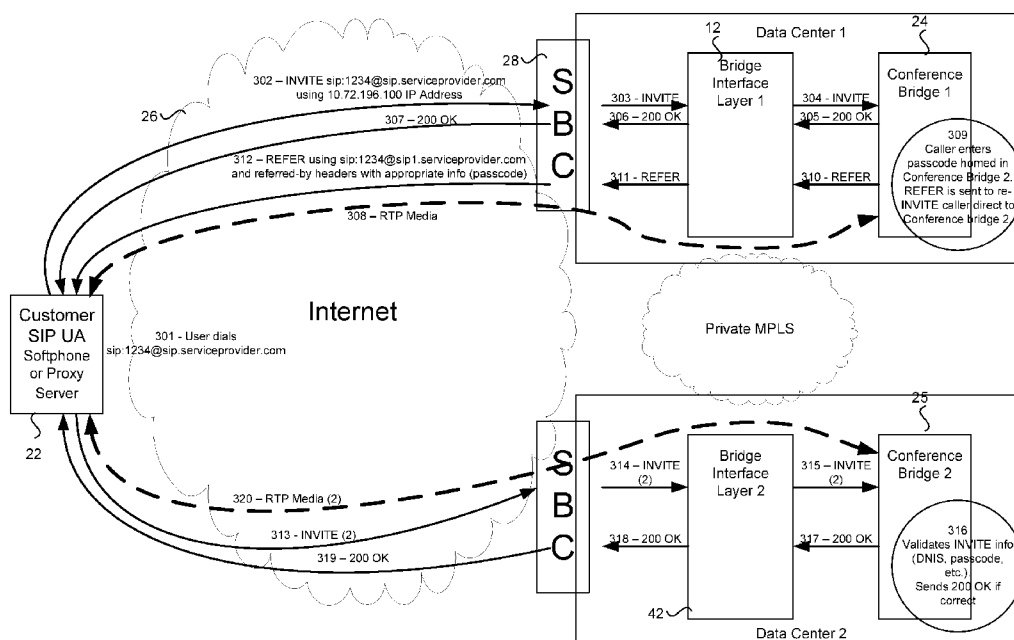 Data Center 1
12
24
28
26
S
B
C
Bridge
Interface
Layer 1
Conference
Bridge 1
302 – INVITE sip:1234@sip.serviceprovider.com
using 10.72.196.100 IP Address
303 - INVITE
304 – INVITE
307 – 200 OK
306 – 200 OK
305 – 200 OK
312 – REFER using sip:1234@sip1.serviceprovider.com
and referred-by headers with appropriate info (passcode)
311 – REFER
310 – REFER
309
Caller enters
passcode homed in
Conference Bridge 2.
REFER is sent to re-
INVITE caller direct to
Conference bridge 2
308 – RTP Media
Internet
Private MPLS
Customer
SIP UA
Softphone
or Proxy
Server
22
301 - User dials
sip:1234@sip.serviceprovider.com
25
S
B
C
Bridge
Interface
Layer 2
Conference
Bridge 2
314 – INVITE
(2)
315 – INVITE
(2)
320 – RTP Media (2)
313 - INVITE (2)
319 – 200 OK
318 – 200 OK
317 – 200 OK
316
Validates INVITE info
(DNIS, passcode,
etc.)
Sends 200 OK if
correct
42
Data Center 2